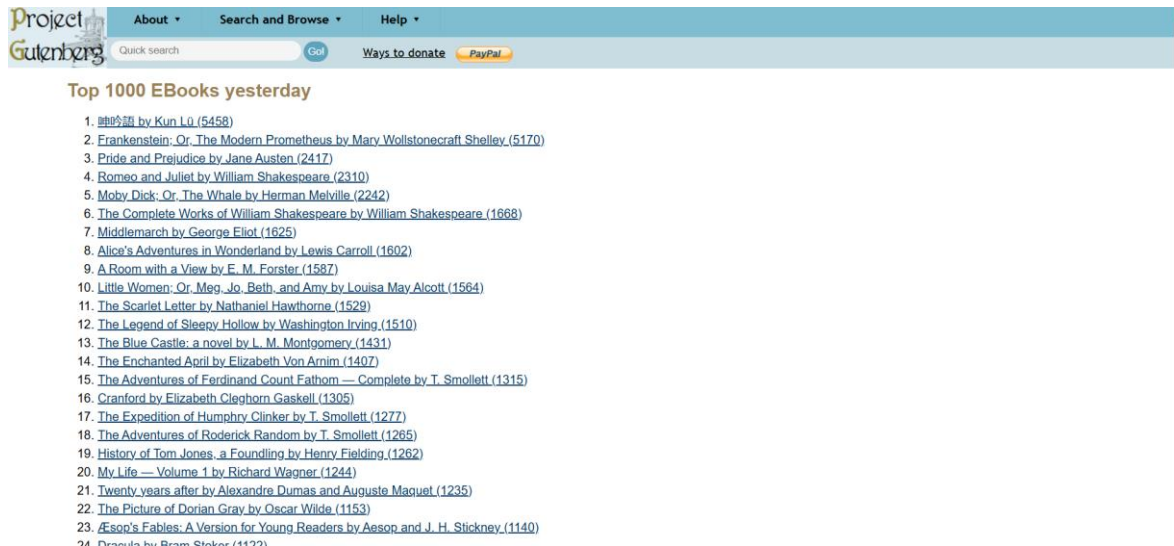 Project Gutenberg
About ▾ Search and Browse ▾ Help ▾
Quick search Go! Ways to donate PayPal
Top 1000 EBooks yesterday
1. 呻吟語 by Kun Lü (5458)
2. Frankenstein; Or, The Modern Prometheus by Mary Wollstonecraft Shelley (5170)
3. Pride and Prejudice by Jane Austen (2417)
4. Romeo and Juliet by William Shakespeare (2310)
5. Moby Dick; Or, The Whale by Herman Melville (2242)
6. The Complete Works of William Shakespeare by William Shakespeare (1668)
7. Middlemarch by George Eliot (1625)
8. Alice's Adventures in Wonderland by Lewis Carroll (1602)
9. A Room with a View by E. M. Forster (1587)
10. Little Women; Or, Meg, Jo, Beth, and Amy by Louisa May Alcott (1564)
11. The Scarlet Letter by Nathaniel Hawthorne (1529)
12. The Legend of Sleepy Hollow by Washington Irving (1510)
13. The Blue Castle: a novel by L. M. Montgomery (1431)
14. The Enchanted April by Elizabeth Von Arnim (1407)
15. The Adventures of Ferdinand Count Fathom — Complete by T. Smollett (1315)
16. Cranford by Elizabeth Cleghorn Gaskell (1305)
17. The Expedition of Humphry Clinker by T. Smollett (1277)
18. The Adventures of Roderick Random by T. Smollett (1265)
19. History of Tom Jones, a Foundling by Henry Fielding (1262)
20. My Life — Volume 1 by Richard Wagner (1244)
21. Twenty years after by Alexandre Dumas and Auguste Maquet (1235)
22. The Picture of Dorian Gray by Oscar Wilde (1153)
23. Æsop's Fables: A Version for Young Readers by Aesop and J. H. Stickney (1140)
24. Dracula by Bram Stoker (1122)